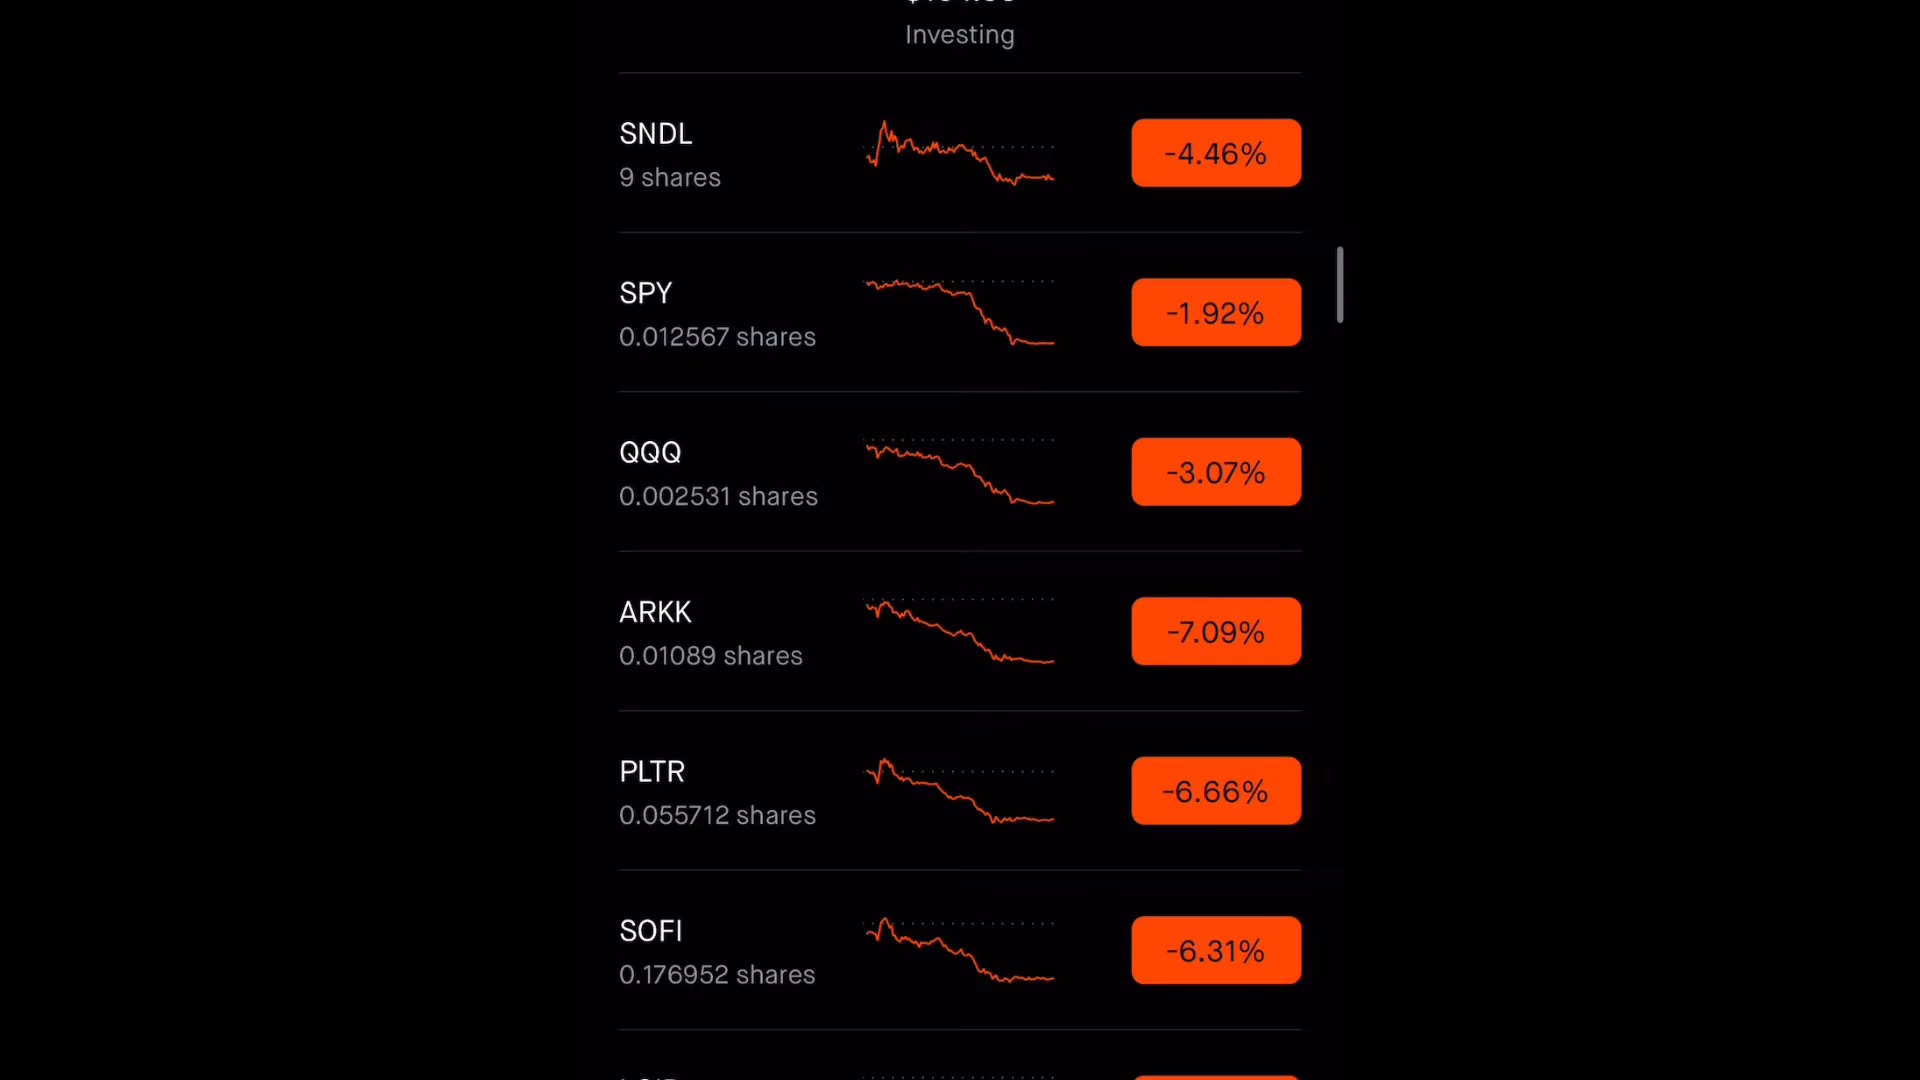 Investing
SNDL
9 shares
-4.46%
SPY
0.012567 shares
-1.92%
QQQ
0.002531 shares
-3.07%
ARKK
0.01089 shares
-7.09%
PLTR
0.055712 shares
-6.66%
SOFI
0.176952 shares
-6.31%